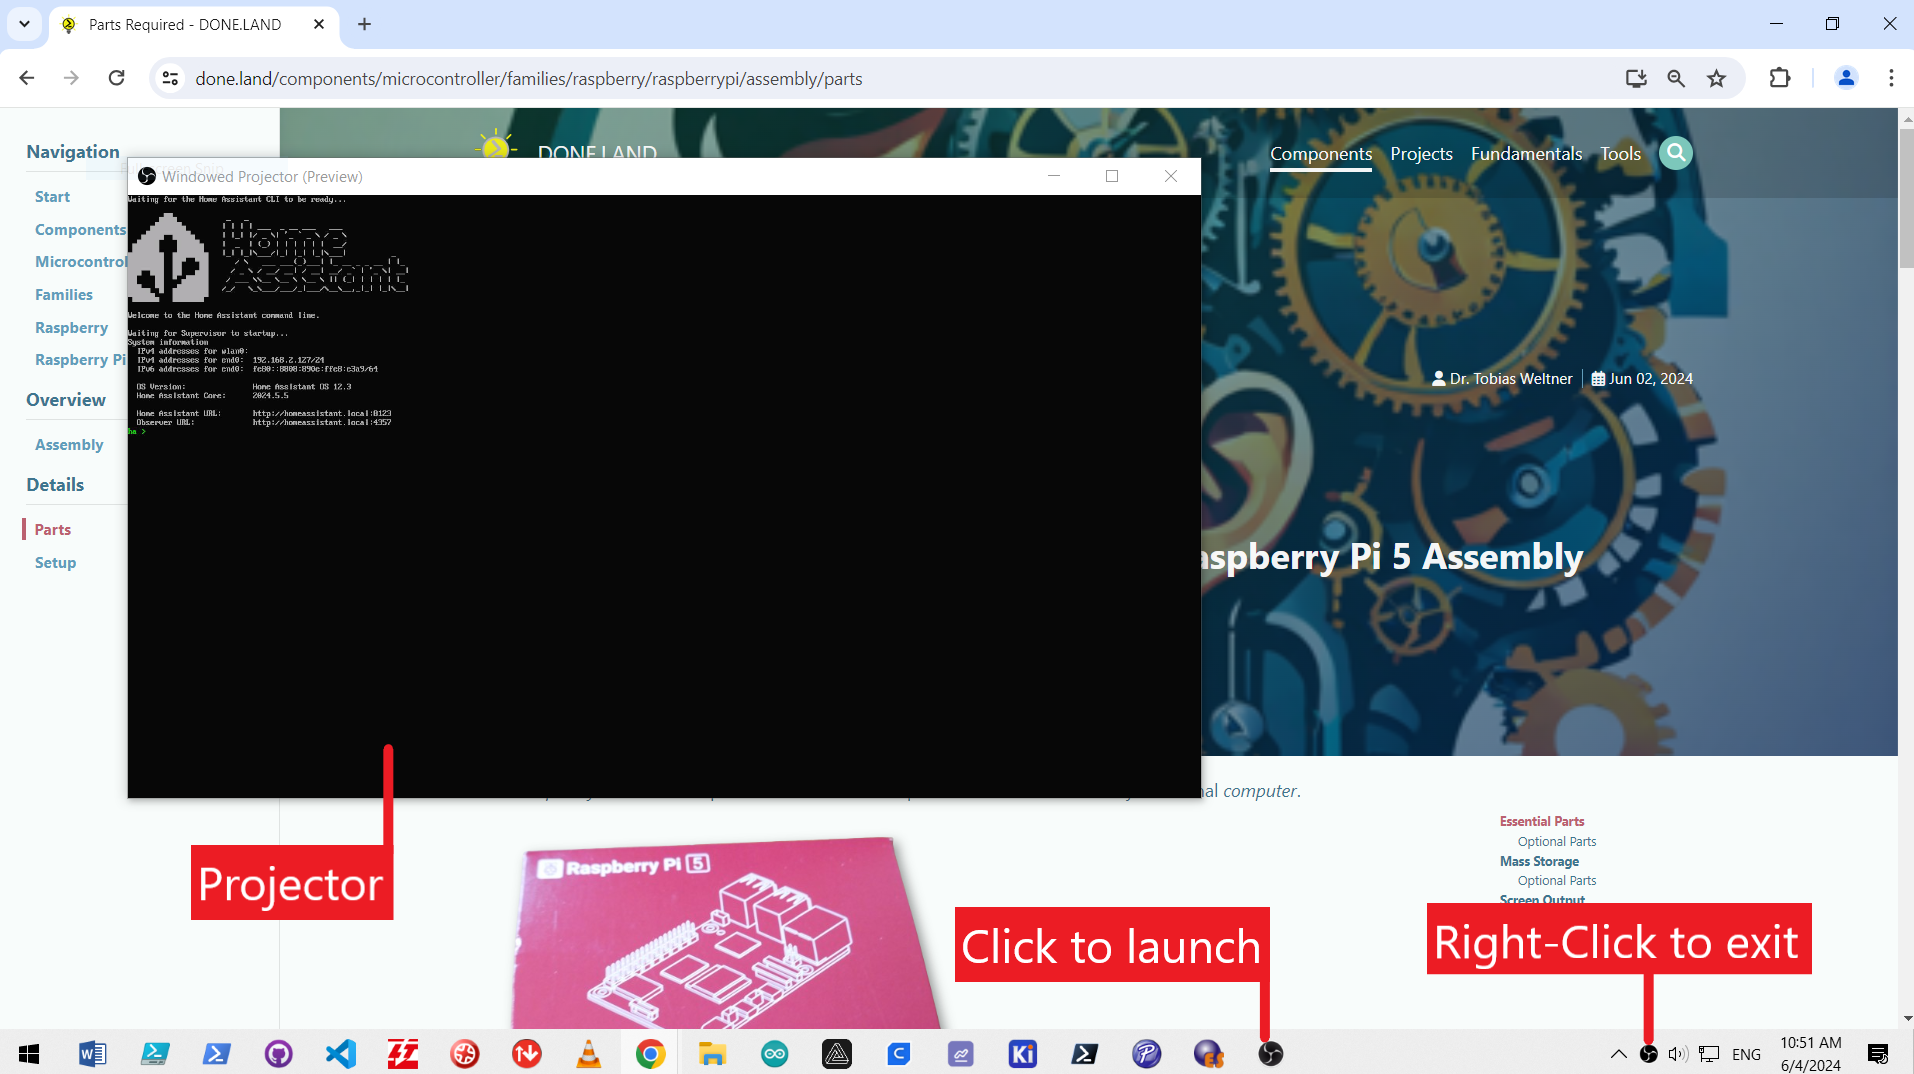 Parts Required - DONE.LAND
done.land/components/microcontroller/families/raspberry/raspberrypi/assembly/parts
Navigation
Start
Components
Microcontrol
Families
Raspberry
Raspberry Pi
Overview
Assembly
Details
Parts
Setup
DONE.LAND
Components Projects Fundamentals Tools
Windowed Projector (Preview)
Waiting for the Home Assistant CLI to be ready...
Home
Assistant
Welcome to the Home Assistant command line.
Waiting for Supervisor to startup...
System information
IPv4 addresses for wlan0:
IPv4 addresses for end0: 192.168.2.127/24
IPv6 addresses for end0: fe80::8808:890c:ffe8:c3a9/64
OS Version: Home Assistant OS 12.3
Home Assistant Core: 2024.5.5
Home Assistant URL: http://homeassistant.local:8123
Observer URL: http://homeassistant.local:4357
ha >
Dr. Tobias Weltner Jun 02, 2024
aspberry Pi 5 Assembly
nal computer.
Essential Parts
Optional Parts
Mass Storage
Optional Parts
Screen Output
Raspberry Pi 5
Projector
Click to launch
Right-Click to exit
ENG
10:51 AM
6/4/2024